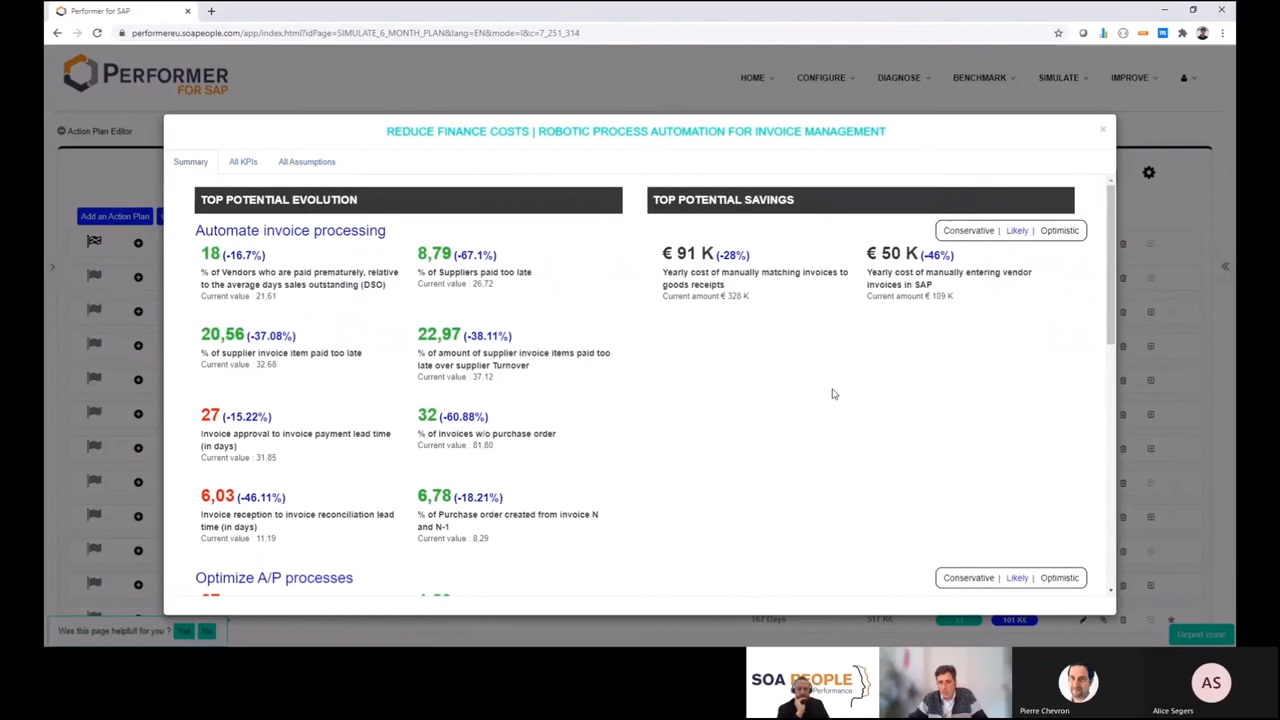 Performer for SAP
performereu.soapeople.com/app/index.html?idPage=SIMULATE_6_MONTH_PLAN&lang=EN&mode=I&c=7_251_314
PERFORMER
FOR SAP
HOME
CONFIGURE
DIAGNOSE
BENCHMARK
SIMULATE
IMPROVE
Action Plan Editor
Add an Action Plan
REDUCE FINANCE COSTS | ROBOTIC PROCESS AUTOMATION FOR INVOICE MANAGEMENT
Summary
All KPIs
All Assumptions
TOP POTENTIAL EVOLUTION
TOP POTENTIAL SAVINGS
Automate invoice processing
Conservative | Likely | Optimistic
18 (-16.7%)
% of Vendors who are paid prematurely, relative
to the average days sales outstanding (DSO)
Current value : 21,61
8,79 (-67.1%)
% of Suppliers paid too late
Current value : 26,72
€ 91 K (-28%)
Yearly cost of manually matching invoices to
goods receipts
Current amount € 328 K
€ 50 K (-46%)
Yearly cost of manually entering vendor
invoices in SAP
Current amount € 109 K
20,56 (-37.08%)
% of supplier invoice item paid too late
Current value : 32,68
22,97 (-38.11%)
% of amount of supplier invoice items paid too
late over supplier Turnover
Current value : 37,12
27 (-15.22%)
Invoice approval to invoice payment lead time
(in days)
Current value : 31,85
32 (-60.88%)
% of invoices w/o purchase order
Current value : 81,80
6,03 (-46.11%)
Invoice reception to invoice reconciliation lead
time (in days)
Current value : 11,19
6,78 (-18.21%)
% of Purchase order created from invoice N
and N-1
Current value : 8,29
Optimize A/P processes
Conservative | Likely | Optimistic
167 Days
517 K€
101 K€
Was this page helpfull for you ?
Yes
No
Report issue
SOA PEOPLE
Performance
Pierre Chevron
AS
Alice Segers